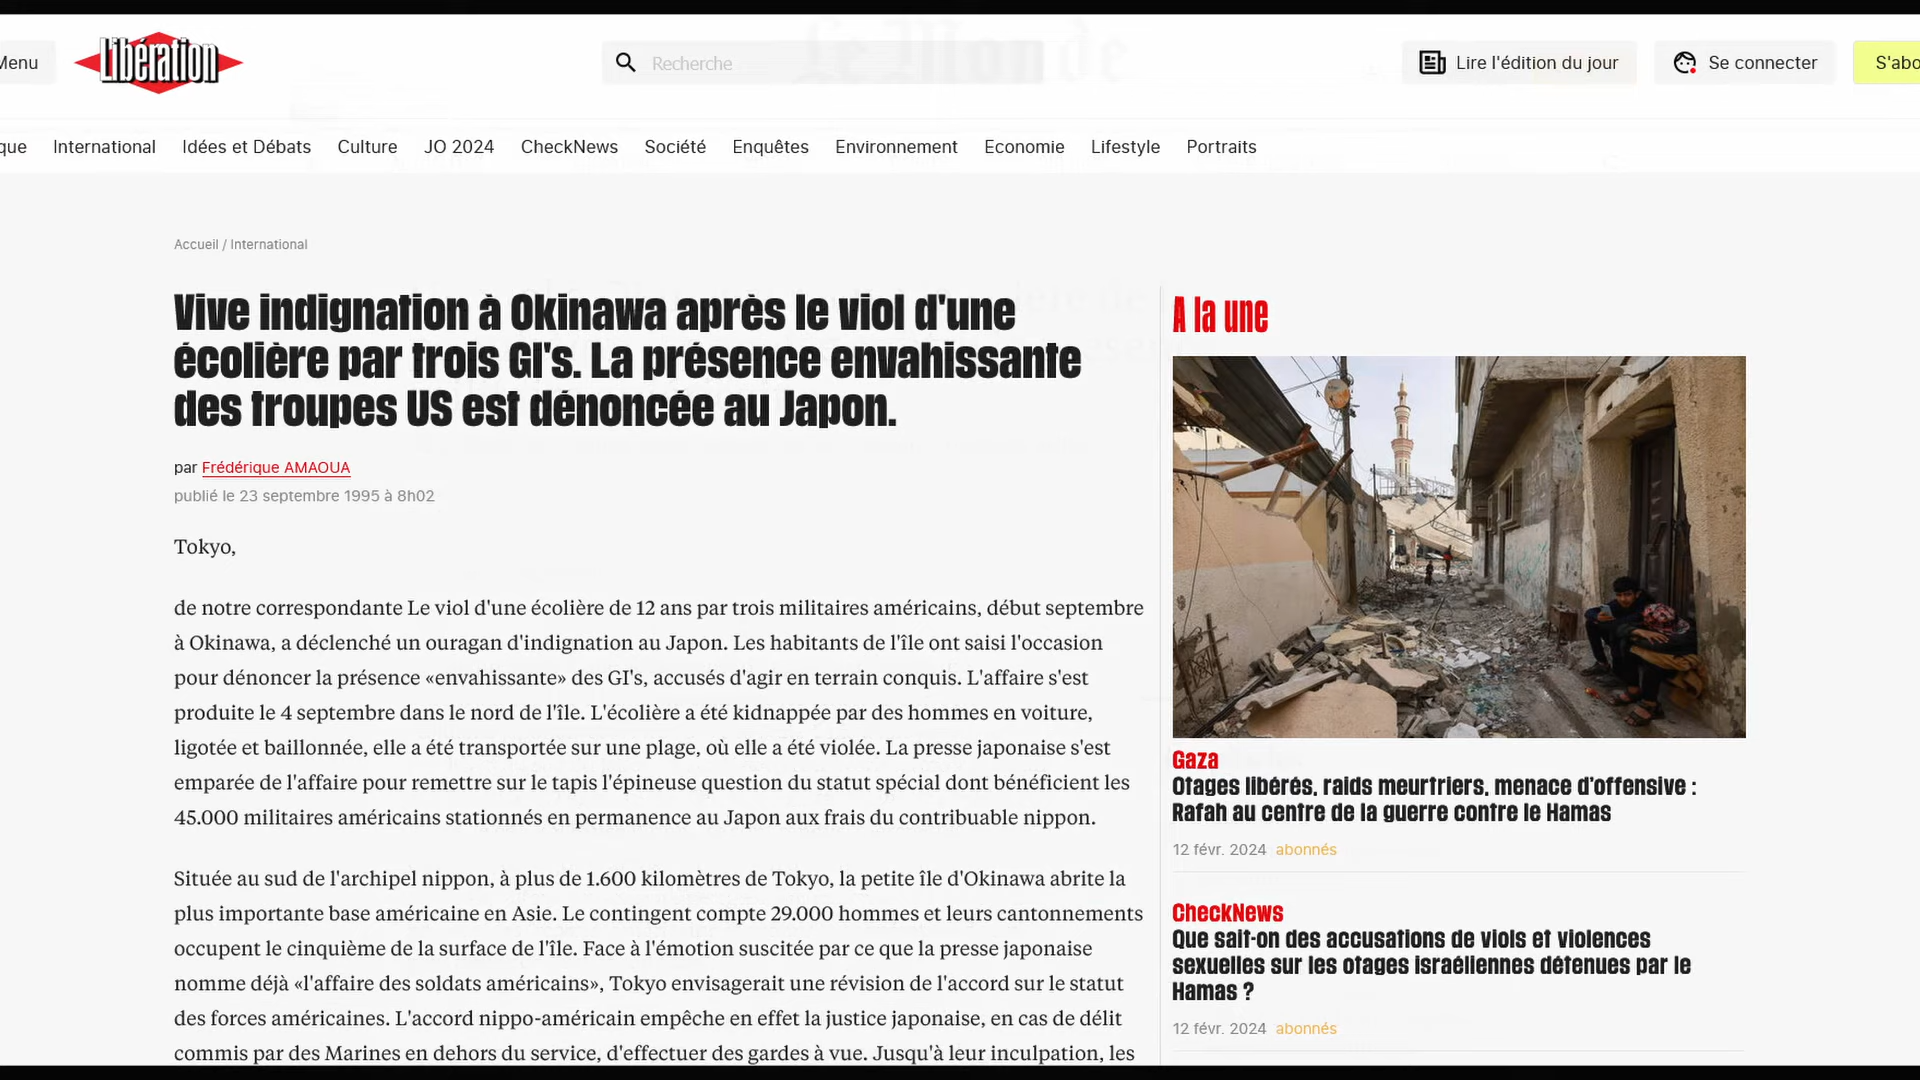 Menu
Libération
Recherche
Le Monde
Lire l'édition du jour
Se connecter
S'abo
que
International
Idées et Débats
Culture
JO 2024
CheckNews
Société
Enquêtes
Environnement
Economie
Lifestyle
Portraits
Accueil / International
Vive indignation à Okinawa après le viol d'une
écolière par trois GI's. La présence envahissante
des troupes US est dénoncée au Japon.
par Frédérique AMAOUA
publié le 23 septembre 1995 à 8h02
Tokyo,
de notre correspondante Le viol d'une écolière de 12 ans par trois militaires américains, début septembre
à Okinawa, a déclenché un ouragan d'indignation au Japon. Les habitants de l'île ont saisi l'occasion
pour dénoncer la présence «envahissante» des GI's, accusés d'agir en terrain conquis. L'affaire s'est
produite le 4 septembre dans le nord de l'île. L'écolière a été kidnappée par des hommes en voiture,
ligotée et baillonnée, elle a été transportée sur une plage, où elle a été violée. La presse japonaise s'est
emparée de l'affaire pour remettre sur le tapis l'épineuse question du statut spécial dont bénéficient les
45.000 militaires américains stationnés en permanence au Japon aux frais du contribuable nippon.
Située au sud de l'archipel nippon, à plus de 1.600 kilomètres de Tokyo, la petite île d'Okinawa abrite la
plus importante base américaine en Asie. Le contingent compte 29.000 hommes et leurs cantonnements
occupent le cinquième de la surface de l'île. Face à l'émotion suscitée par ce que la presse japonaise
nomme déjà «l'affaire des soldats américains», Tokyo envisagerait une révision de l'accord sur le statut
des forces américaines. L'accord nippo-américain empêche en effet la justice japonaise, en cas de délit
commis par des Marines en dehors du service, d'effectuer des gardes à vue. Jusqu'à leur inculpation, les
A la une
Gaza
Otages libérés, raids meurtriers, menace d'offensive :
Rafah au centre de la guerre contre le Hamas
12 févr. 2024 abonnés
CheckNews
Que sait-on des accusations de viols et violences
sexuelles sur les otages israéliennes détenues par le
Hamas ?
12 févr. 2024 abonnés